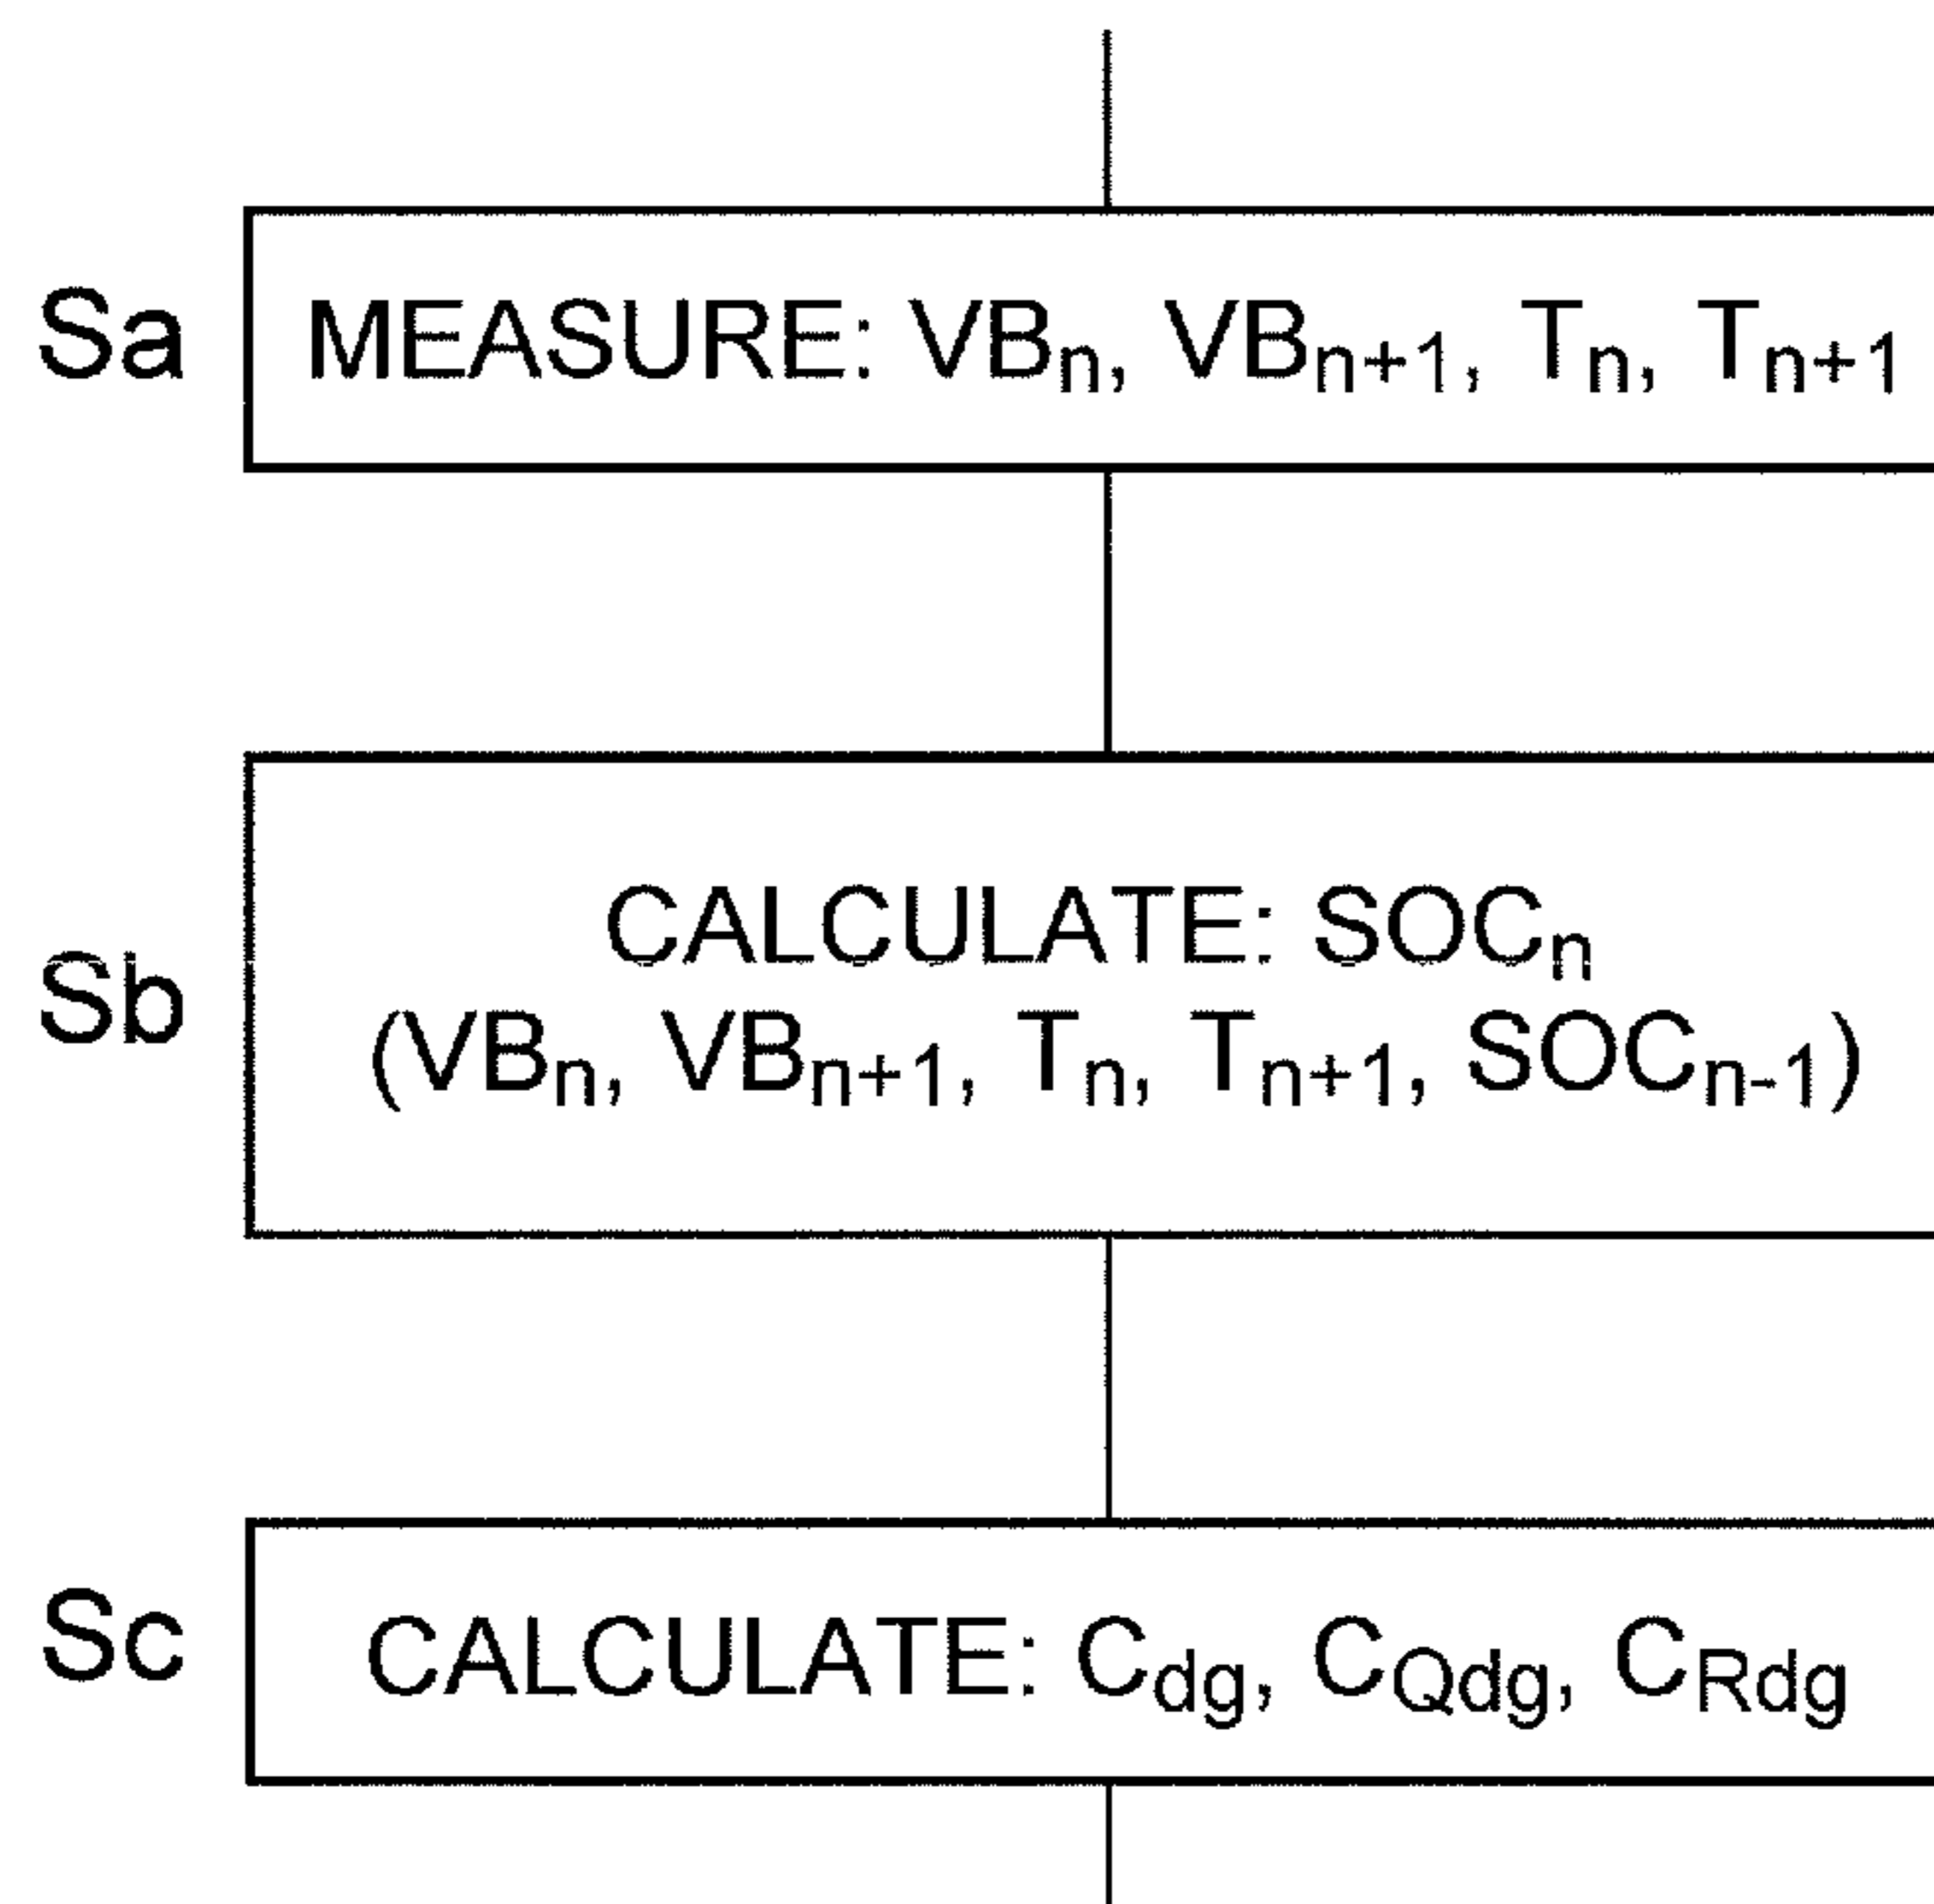 Sa MEASURE: VBn, VBn+1, Tn, Tn+1
CALCULATE: SOCn
Sb
(VBn, VBn+1, Tn, Tn+1, SOCn-1)
Sc CALCULATE: Cdg, CQdg, CRdg